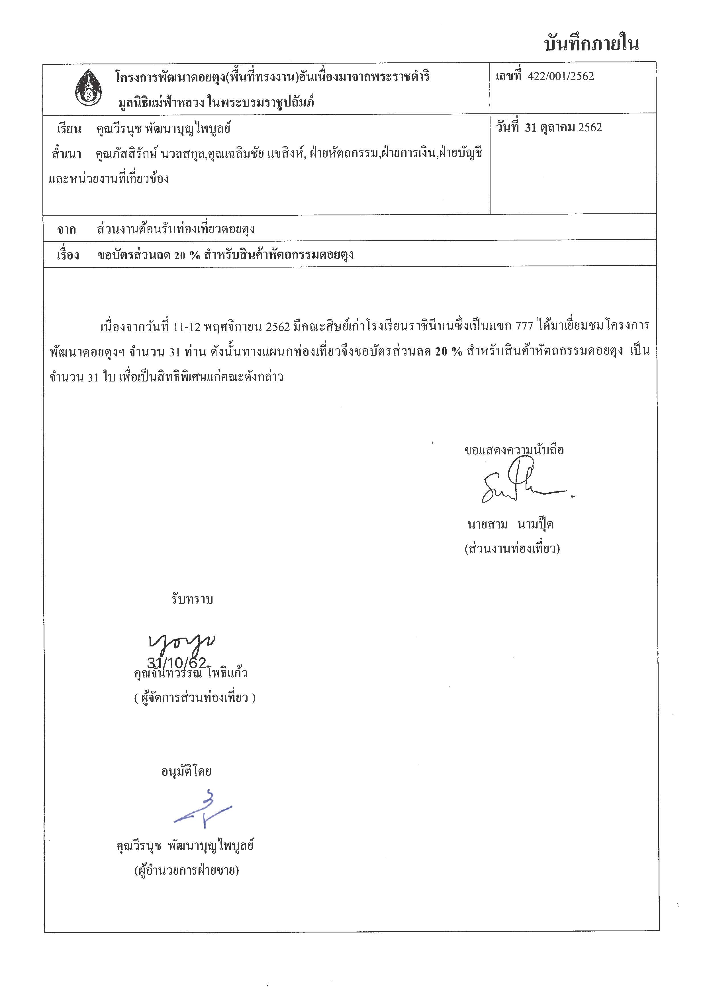 บันทึกภายใน
โครงการพัฒนาดอยตุง(พื้นที่ทรงงาน)อันเนื่องมาจากพระราชดำริ
มูลนิธิแม่ฟ้าหลวง ในพระบรมราชูปถัมภ์
เลขที่ 422/001/2562
เรียน คุณวีรนุช พัฒนาบุญไพบูลย์
วันที่ 31 ตุลาคม 2562
สำเนา คุณภัสสิรักษ์ นวลสกุล,คุณเฉลิมชัย แขสิงห์, ฝ่ายหัตถกรรม,ฝ่ายการเงิน,ฝ่ายบัญชี
และหน่วยงานที่เกี่ยวข้อง
จาก ส่วนงานต้อนรับท่องเที่ยวดอยตุง
เรื่อง ขอบัตรส่วนลด 20 % สำหรับสินค้าหัตถกรรมดอยตุง
เนื่องจากวันที่ 11-12 พฤศจิกายน 2562 มีคณะศิษย์เก่าโรงเรียนราชินีบนซึ่งเป็นแขก 777 ได้มาเยี่ยมชมโครงการ
พัฒนาดอยตุงฯ จำนวน 31 ท่าน ดังนั้นทางแผนกท่องเที่ยวจึงขอบัตรส่วนลด 20 % สำหรับสินค้าหัตถกรรมดอยตุง เป็น
จำนวน 31 ใบ เพื่อเป็นสิทธิพิเศษแก่คณะดังกล่าว
ขอแสดงความนับถือ
นายสาม นามปุ๊ด
(ส่วนงานท่องเที่ยว)
รับทราบ
31/10/62
คุณจันทวรรณ โพธิแก้ว
( ผู้จัดการส่วนท่องเที่ยว )
อนุมัติโดย
คุณวีรนุช พัฒนาบุญไพบูลย์
(ผู้อำนวยการฝ่ายขาย)